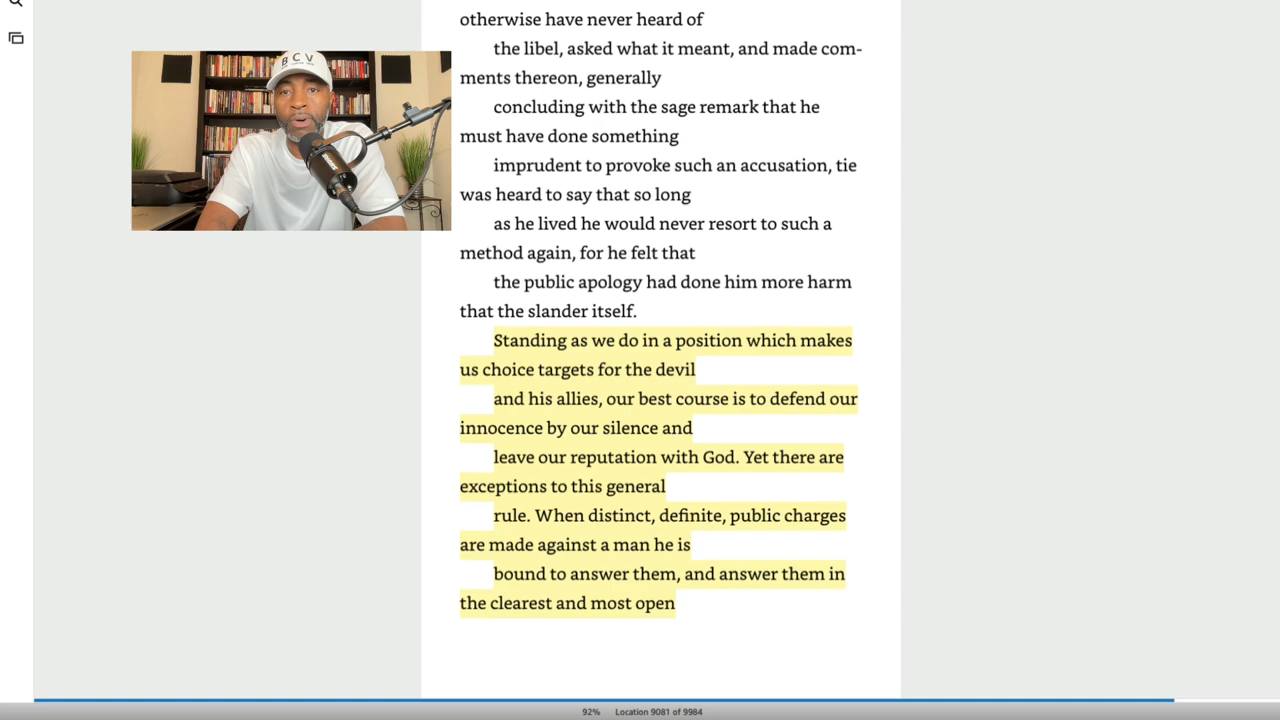 otherwise have never heard of
the libel, asked what it meant, and made com-
ments thereon, generally
concluding with the sage remark that he
must have done something
imprudent to provoke such an accusation, tie
was heard to say that so long
as he lived he would never resort to such a
method again, for he felt that
the public apology had done him more harm
that the slander itself.
Standing as we do in a position which makes
us choice targets for the devil
and his allies, our best course is to defend our
innocence by our silence and
leave our reputation with God. Yet there are
exceptions to this general
rule. When distinct, definite, public charges
are made against a man he is
bound to answer them, and answer them in
the clearest and most open
BCV
92% Location 9081 of 9984